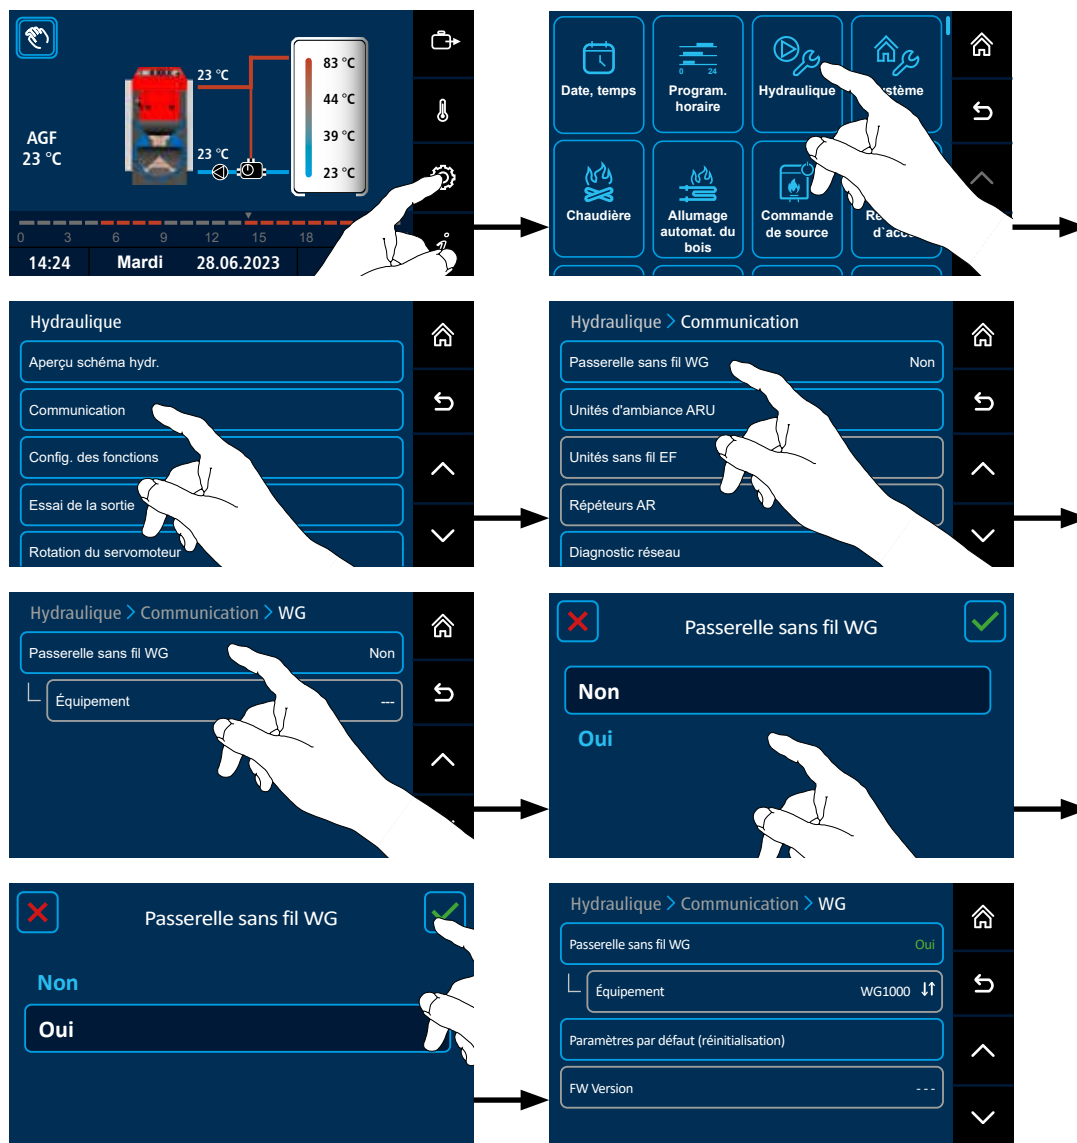 23 °C
83 °C
44 °C
AGF
23 °C
39 °C
23 °C
23 °C
0 3 6 9 12 15 18
14:24 Mardi 28.06.2023
Date, temps
Program.
horaire
0 24
Hydraulique
Chaudière
Allumage
automat. du
bois
Commande
de source
Hydraulique
Aperçu schéma hydr.
Communication
Config. des fonctions
Essai de la sortie
Rotation du servomoteur
Hydraulique > Communication
Passerelle sans fil WG Non
Unités d'ambiance ARU
Unités sans fil EF
Répéteurs AR
Diagnostic réseau
Hydraulique > Communication > WG
Passerelle sans fil WG Non
Équipement ---
Passerelle sans fil WG
Non
Oui
Passerelle sans fil WG
Non
Oui
Hydraulique > Communication > WG
Passerelle sans fil WG Oui
Équipement WG1000
Paramètres par défaut (réinitialisation)
FW Version - - -